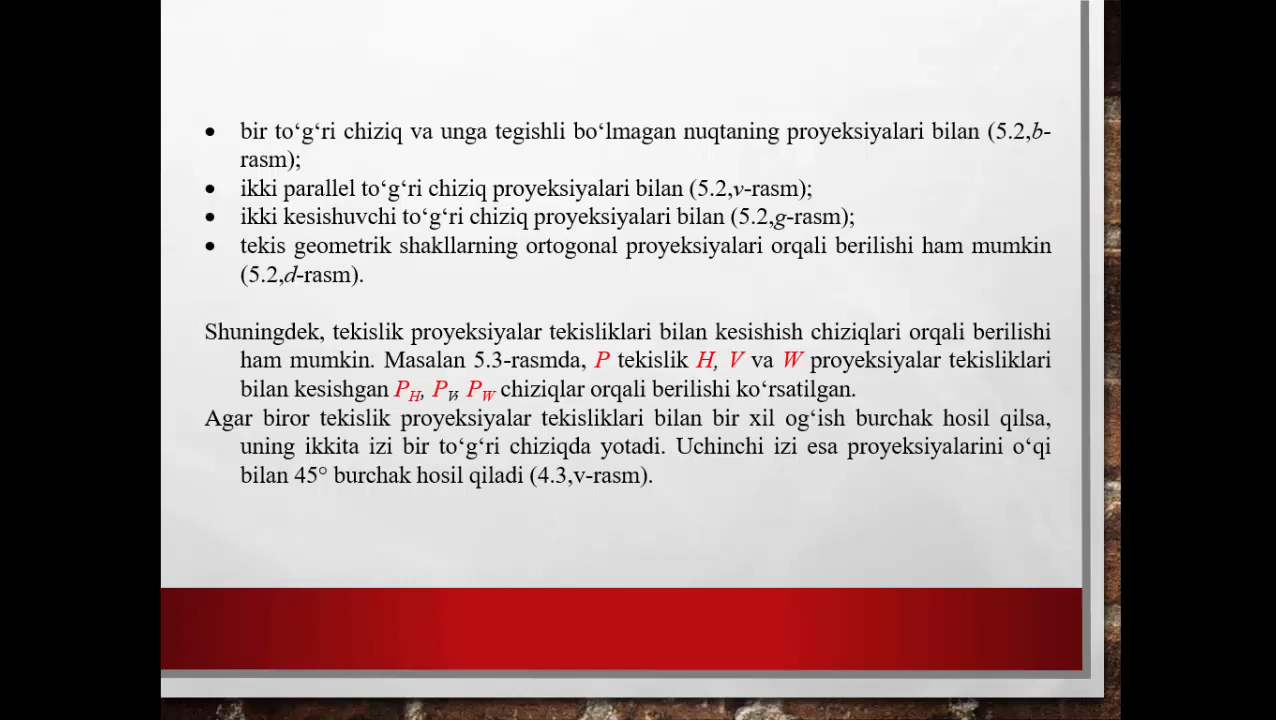 • bir to‘g‘ri chiziq va unga tegishli bo‘lmagan nuqtaning proyeksiyalari bilan (5.2,b-
rasm);
• ikki parallel to‘g‘ri chiziq proyeksiyalari bilan (5.2,v-rasm);
• ikki kesishuvchi to‘g‘ri chiziq proyeksiyalari bilan (5.2,g-rasm);
• tekis geometrik shakllarning ortogonal proyeksiyalari orqali berilishi ham mumkin
(5.2,d-rasm).
Shuningdek, tekislik proyeksiyalar tekisliklari bilan kesishish chiziqlari orqali berilishi
ham mumkin. Masalan 5.3-rasmda, P tekislik H, V va W proyeksiyalar tekisliklari
bilan kesishgan P_H, P_V, P_W chiziqlar orqali berilishi ko‘rsatilgan.
Agar biror tekislik proyeksiyalar tekisliklari bilan bir xil og‘ish burchak hosil qilsa,
uning ikkita izi bir to‘g‘ri chiziqda yotadi. Uchinchi izi esa proyeksiyalarini o‘qi
bilan 45° burchak hosil qiladi (4.3,v-rasm).